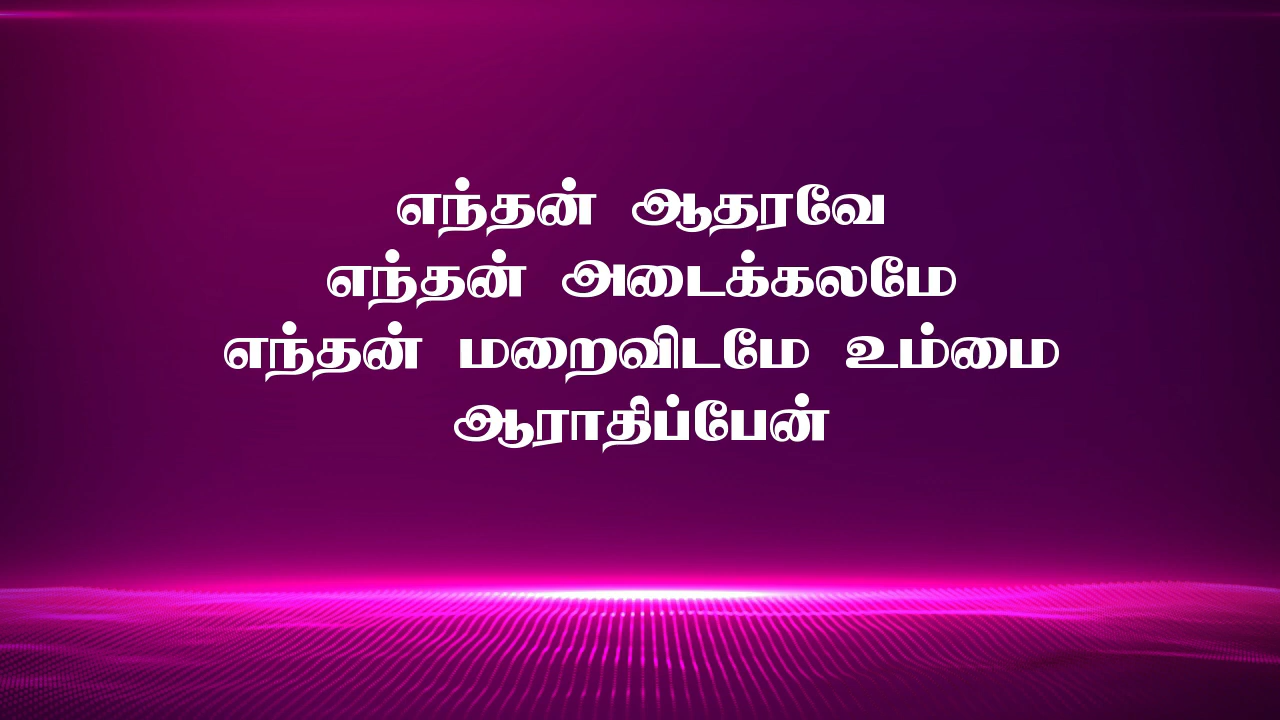 எந்தன் ஆதரவே
எந்தன் அடைக்கலமே
எந்தன் மறைவிடமே உம்மை
ஆராதிப்பேன்